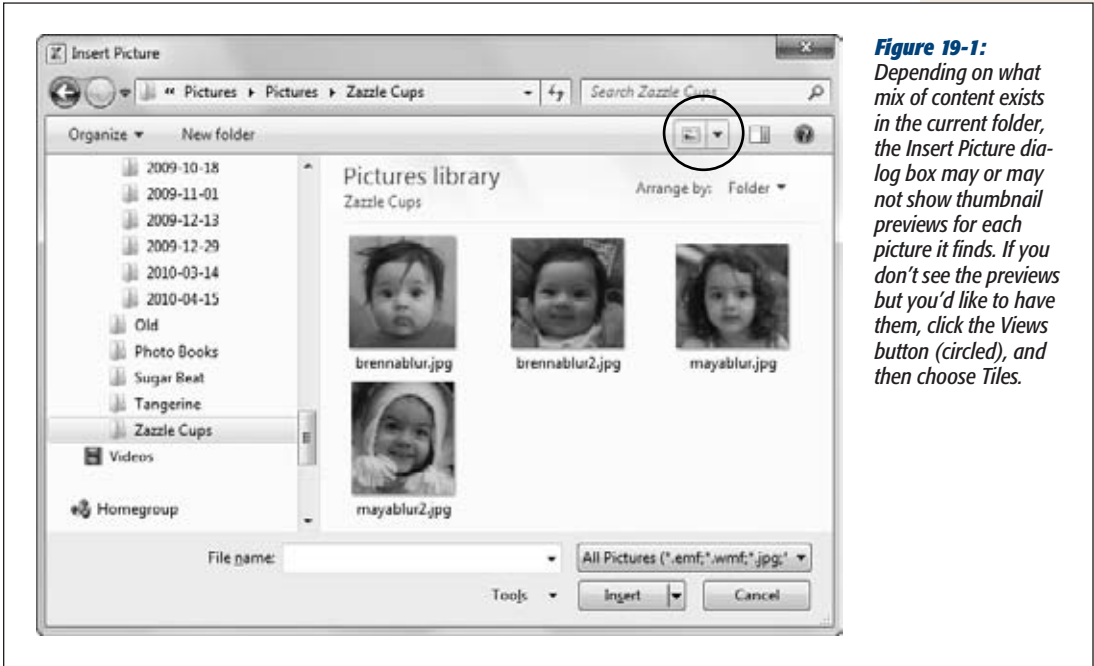 Insert Picture
« Pictures ▸ Pictures ▸ Zazzle Cups
Search Zazzle Cups
Organize
New folder
2009-10-18
2009-11-01
2009-12-13
2009-12-29
2010-03-14
2010-04-15
Old
Photo Books
Sugar Beat
Tangerine
Zazzle Cups
Videos
Homegroup
Pictures library
Zazzle Cups
Arrange by: Folder
brennablur.jpg
brennablur2.jpg
mayablur.jpg
mayablur2.jpg
File name:
All Pictures (*.emf;*.wmf;*.jpg;*
Tools
Insert
Cancel
Figure 19-1:
Depending on what
mix of content exists
in the current folder,
the Insert Picture dia-
log box may or may
not show thumbnail
previews for each
picture it finds. If you
don't see the previews
but you'd like to have
them, click the Views
button (circled), and
then choose Tiles.